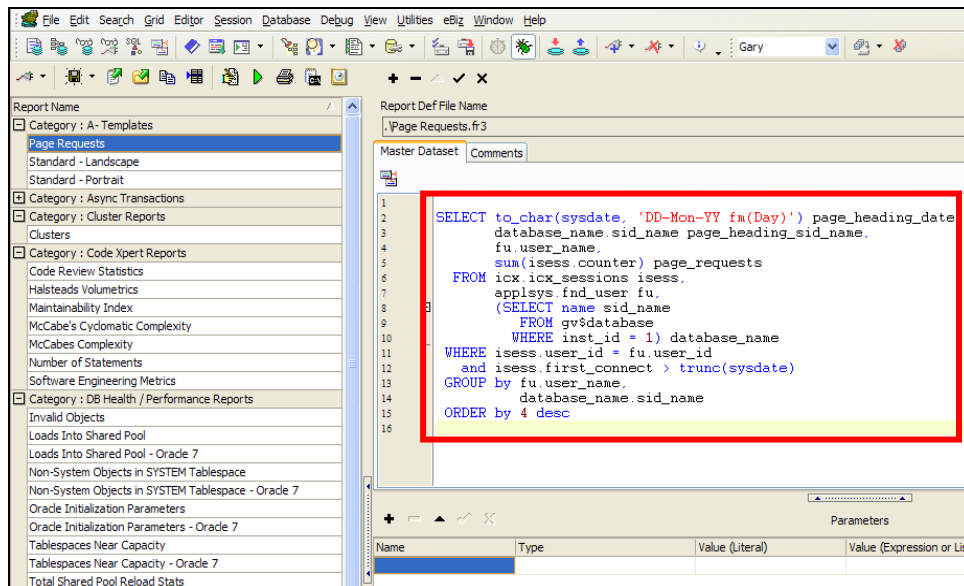 File Edit Search Grid Editor Session Database Debug View Utilities eBiz Window Help
SQL
Gary
Report Name
Category : A- Templates
Page Requests
Standard - Landscape
Standard - Portrait
Category : Async Transactions
Category : Cluster Reports
Clusters
Category : Code Xpert Reports
Code Review Statistics
Halsteads Volumetrics
Maintainability Index
McCabe's Cyclomatic Complexity
McCabes Complexity
Number of Statements
Software Engineering Metrics
Category : DB Health / Performance Reports
Invalid Objects
Loads Into Shared Pool
Loads Into Shared Pool - Oracle 7
Non-System Objects in SYSTEM Tablespace
Non-System Objects in SYSTEM Tablespace - Oracle 7
Oracle Initialization Parameters
Oracle Initialization Parameters - Oracle 7
Tablespaces Near Capacity
Tablespaces Near Capacity - Oracle 7
Total Shared Pool Reload Stats
Report Def File Name
.\Page Requests.fr3
Master Dataset Comments
1
2 SELECT to_char(sysdate, 'DD-Mon-YY fm(Day)') page_heading_date
3 database_name.sid_name page_heading_sid_name,
4 fu.user_name,
5 sum(isess.counter) page_requests
6 FROM icx.icx_sessions isess,
7 applsys.fnd_user fu,
8 (SELECT name sid_name
9 FROM gv$database
10 WHERE inst_id = 1) database_name
11 WHERE isess.user_id = fu.user_id
12 and isess.first_connect > trunc(sysdate)
13 GROUP by fu.user_name,
14 database_name.sid_name
15 ORDER by 4 desc
16
Parameters
Name Type Value (Literal) Value (Expression or Lis